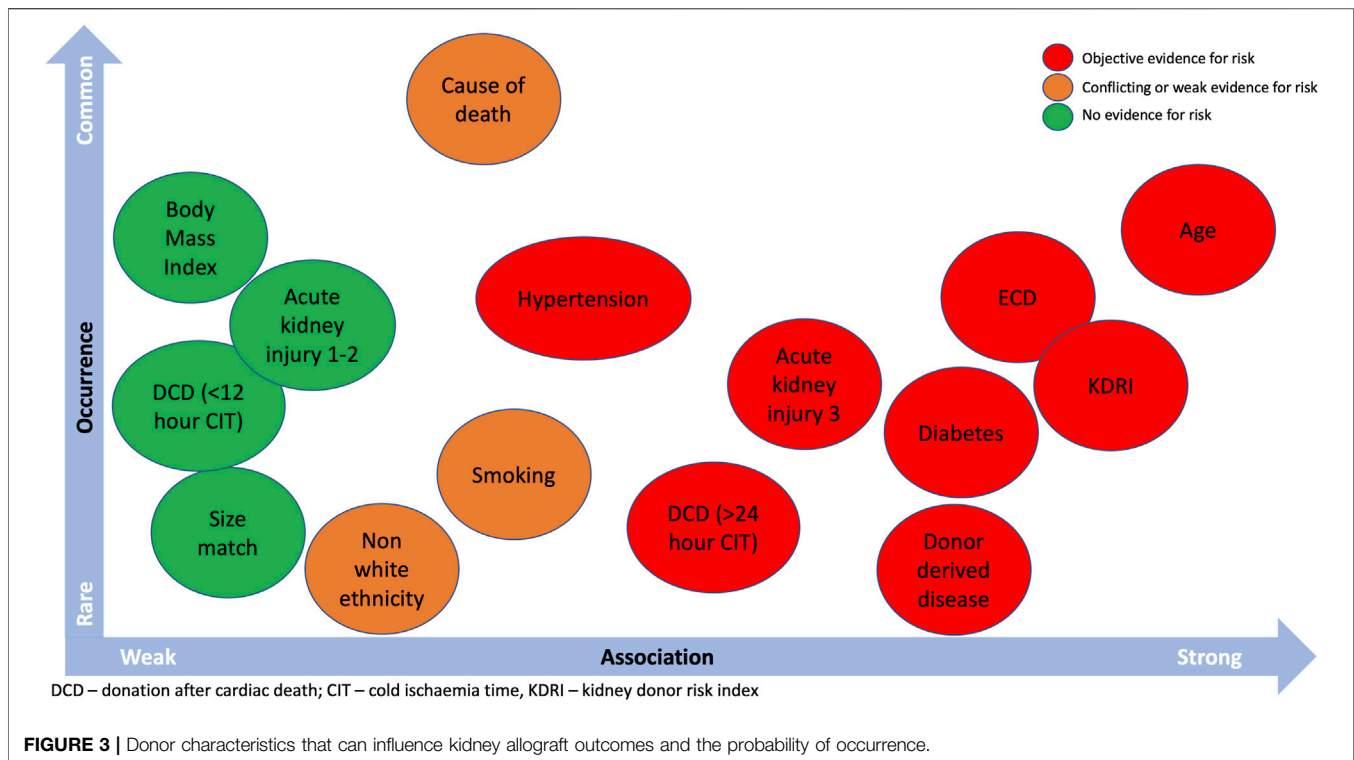 Common
Occurrence
Rare
Cause of
death
Objective evidence for risk
Conflicting or weak evidence for risk
No evidence for risk
Body
Mass
Index
Age
Acute
kidney
injury 1-2
Hypertension
ECD
DCD (<12
hour CIT)
Acute
kidney
injury 3
KDRI
Diabetes
Smoking
Size
match
DCD (>24
hour CIT)
Non
white
ethnicity
Donor
derived
disease
Weak
Association
Strong
DCD – donation after cardiac death; CIT – cold ischaemia time, KDRI – kidney donor risk index
FIGURE 3 | Donor characteristics that can influence kidney allograft outcomes and the probability of occurrence.